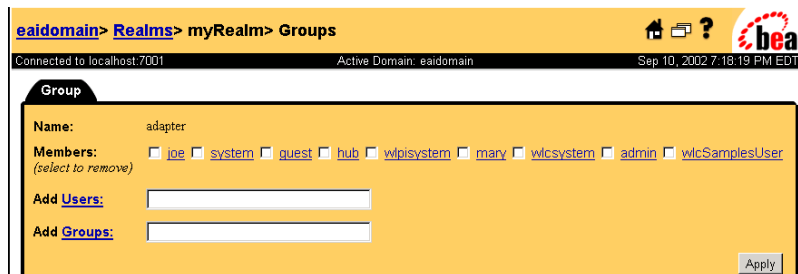 eaidomain> Realms> myRealm> Groups
? bea
Connected to localhost:7001 Active Domain: eaidomain Sep 10, 2002 7:18:19 PM EDT
Group
Name: adapter
Members: joe system guest hub wlpisystem mary wlcsystem admin wlcSamplesUser
(select to remove)
Add Users:
Add Groups:
Apply